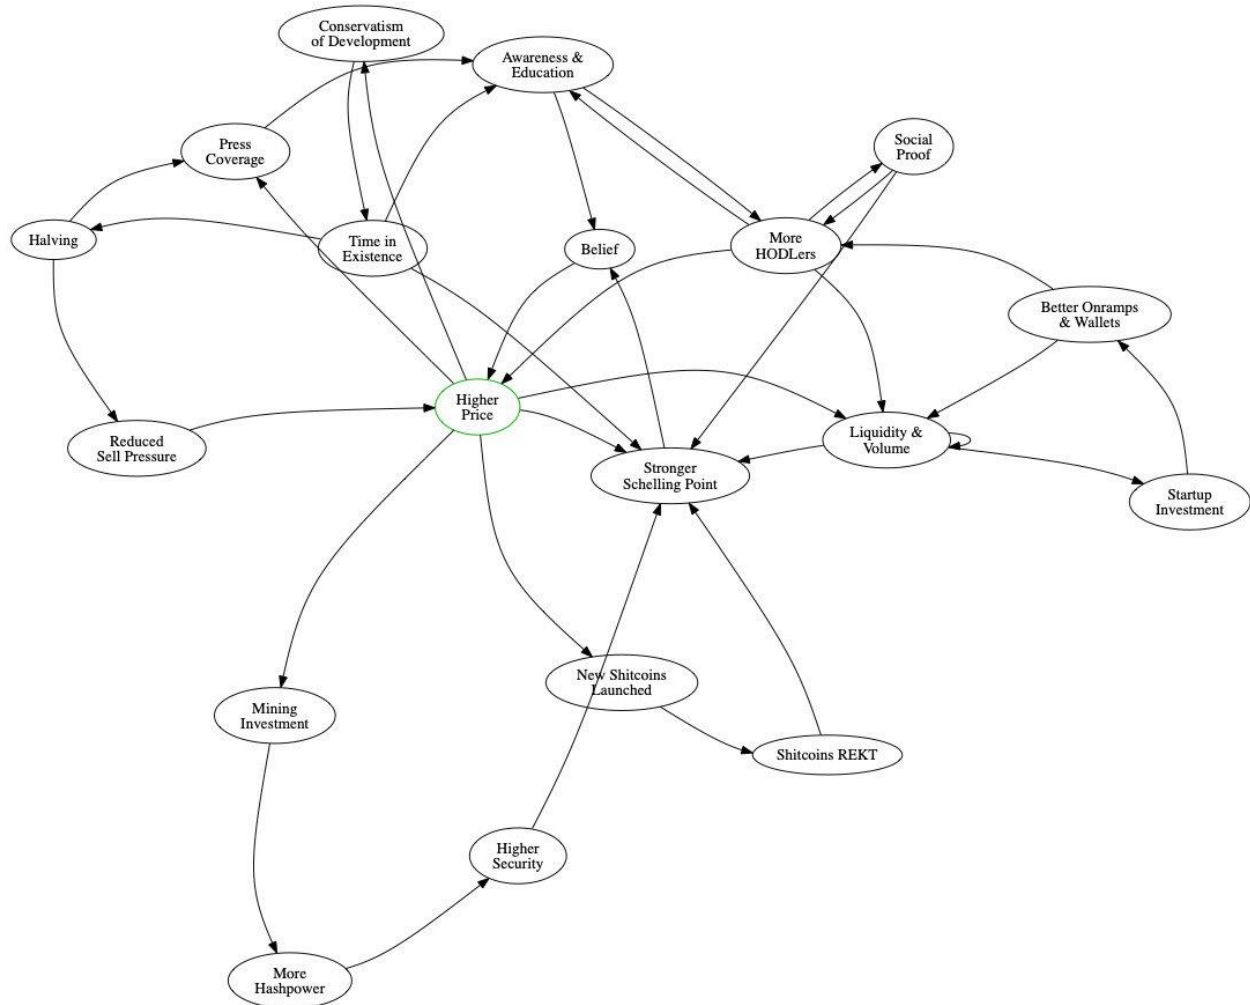 Conservatism
of Development
Awareness &
Education
Press
Coverage
Social
Proof
Halving
Time in
Existence
Belief
More
HODLers
Better Onramps
& Wallets
Higher
Price
Reduced
Sell Pressure
Liquidity &
Volume
Stronger
Schelling Point
Startup
Investment
New Shitcoins
Launched
Mining
Investment
Shitcoins REKT
Higher
Security
More
Hashpower